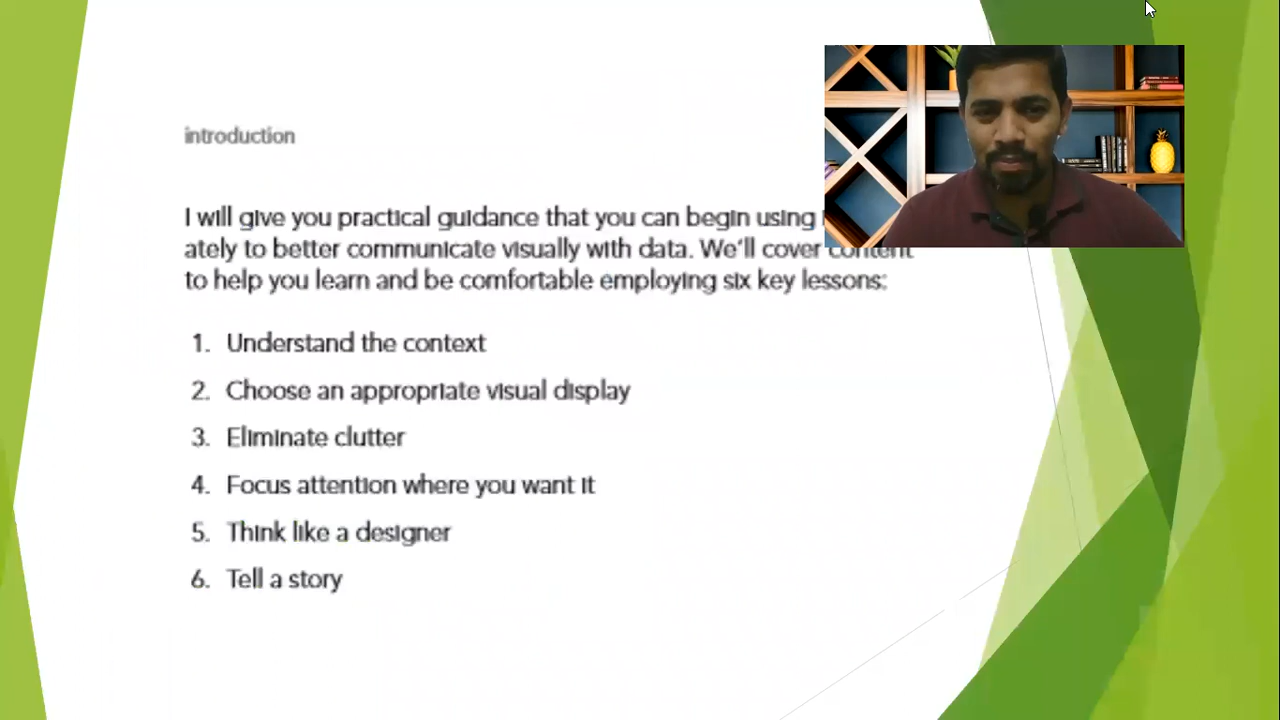 introduction
I will give you practical guidance that you can begin using
ately to better communicate visually with data. We'll cover content
to help you learn and be comfortable employing six key lessons:
1. Understand the context
2. Choose an appropriate visual display
3. Eliminate clutter
4. Focus attention where you want it
5. Think like a designer
6. Tell a story